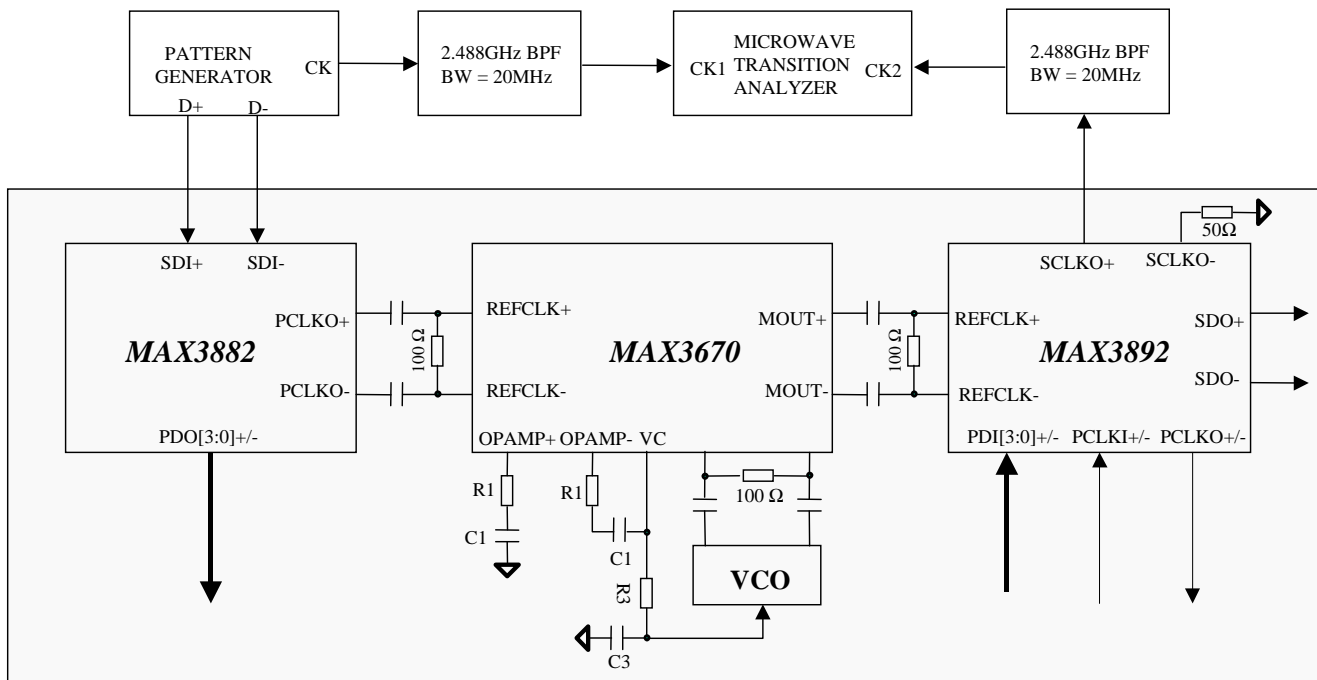 PATTERN
GENERATOR
CK
D+ D-
2.488GHz BPF
BW = 20MHz
MICROWAVE
CK1 TRANSITION CK2
ANALYZER
2.488GHz BPF
BW = 20MHz
50Ω
SDI+ SDI-
PCLKO+
MAX3882
PCLKO-
PDO[3:0]+/-
100 Ω
REFCLK+
MOUT+
MAX3670
REFCLK-
MOUT-
OPAMP+ OPAMP- VC
100 Ω
SCLKO+ SCLKO-
REFCLK+
SDO+
MAX3892
SDO-
REFCLK-
PDI[3:0]+/- PCLKI+/- PCLKO+/-
R1
C1
R1
C1
R3
C3
100 Ω
VCO